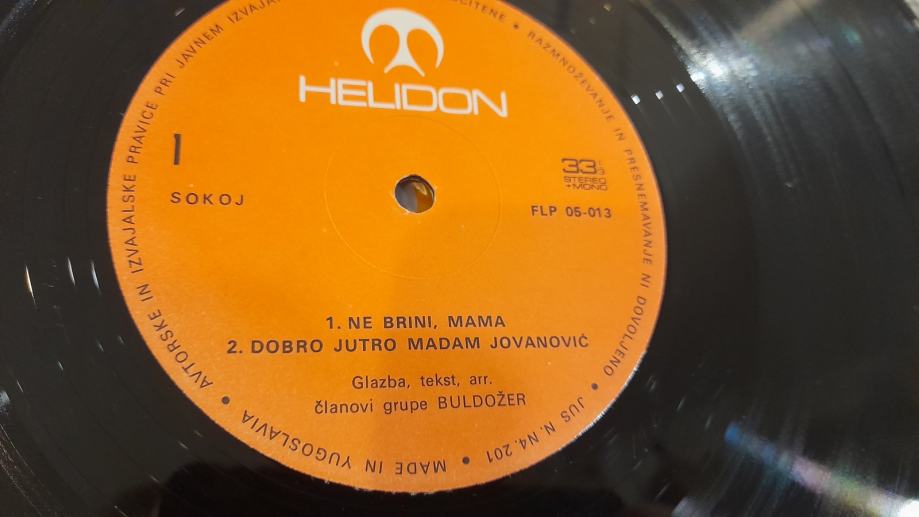 HELIDON
1
SOKOJ
33 1/3
STEREO
+MONO
FLP 05-013
1. NE BRINI, MAMA
2. DOBRO JUTRO MADAM JOVANOVIĆ
Glazba, tekst, arr.
članovi grupe BULDOŽER
MADE IN YUGOSLAVIA • AVTORSKE IN IZVAJALSKE PRAVICE PRI JAVNEM
RAZMNOŽEVANJE IN PRESNEMAVANJE NI DOVOLJENO • JUS N. N4. 201 •